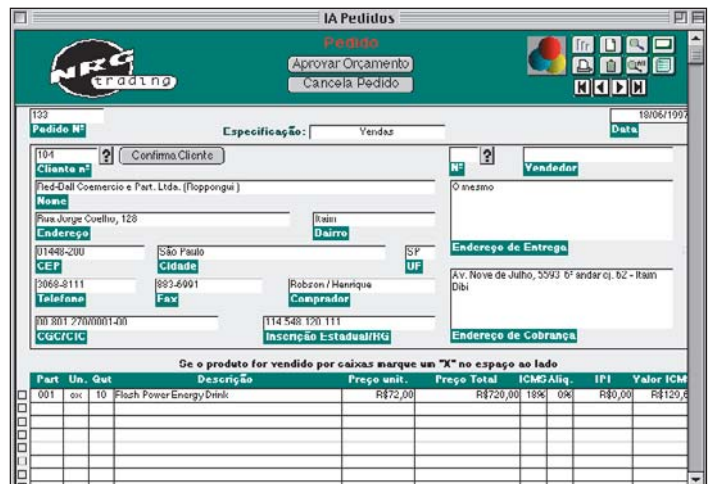 IA Pedidos
NRG
trading
Pedido
Aprovar Orçamento
Cancela Pedido
133
Pedido Nº
Especificação: Vendas
18/06/1997
Data
104 ? Confirma Cliente
Cliente nº
Nº ? Vendedor
Red-Ball Coemercio e Part. Ltda. (Roppongui )
Nome
O mesmo
Rua Jorge Coelho, 128
Endereço
Itaim
Bairro
Endereço de Entrega
01448-200
CEP
São Paulo
Cidade
SP
UF
3068-8111
Telefone
883-6991
Fax
Robson / Henrique
Comprador
Av. Nove de Julho, 5593 6º andar cj. 62 - Itaim
Bibi
00.801.270/0001-00
CGC/CIC
114.548.120.111
Inscrição Estadual/RG
Endereço de Cobrança
Se o produto for vendido por caixas marque um "X" no espaço ao lado
Part Un. Qut Descrição Preço unit. Preço Total ICMS Aliq. IPI Valor ICM
001 cx 10 Flash Power Energy Drink R$72,00 R$720,00 18% 0% R$0,00 R$129,6